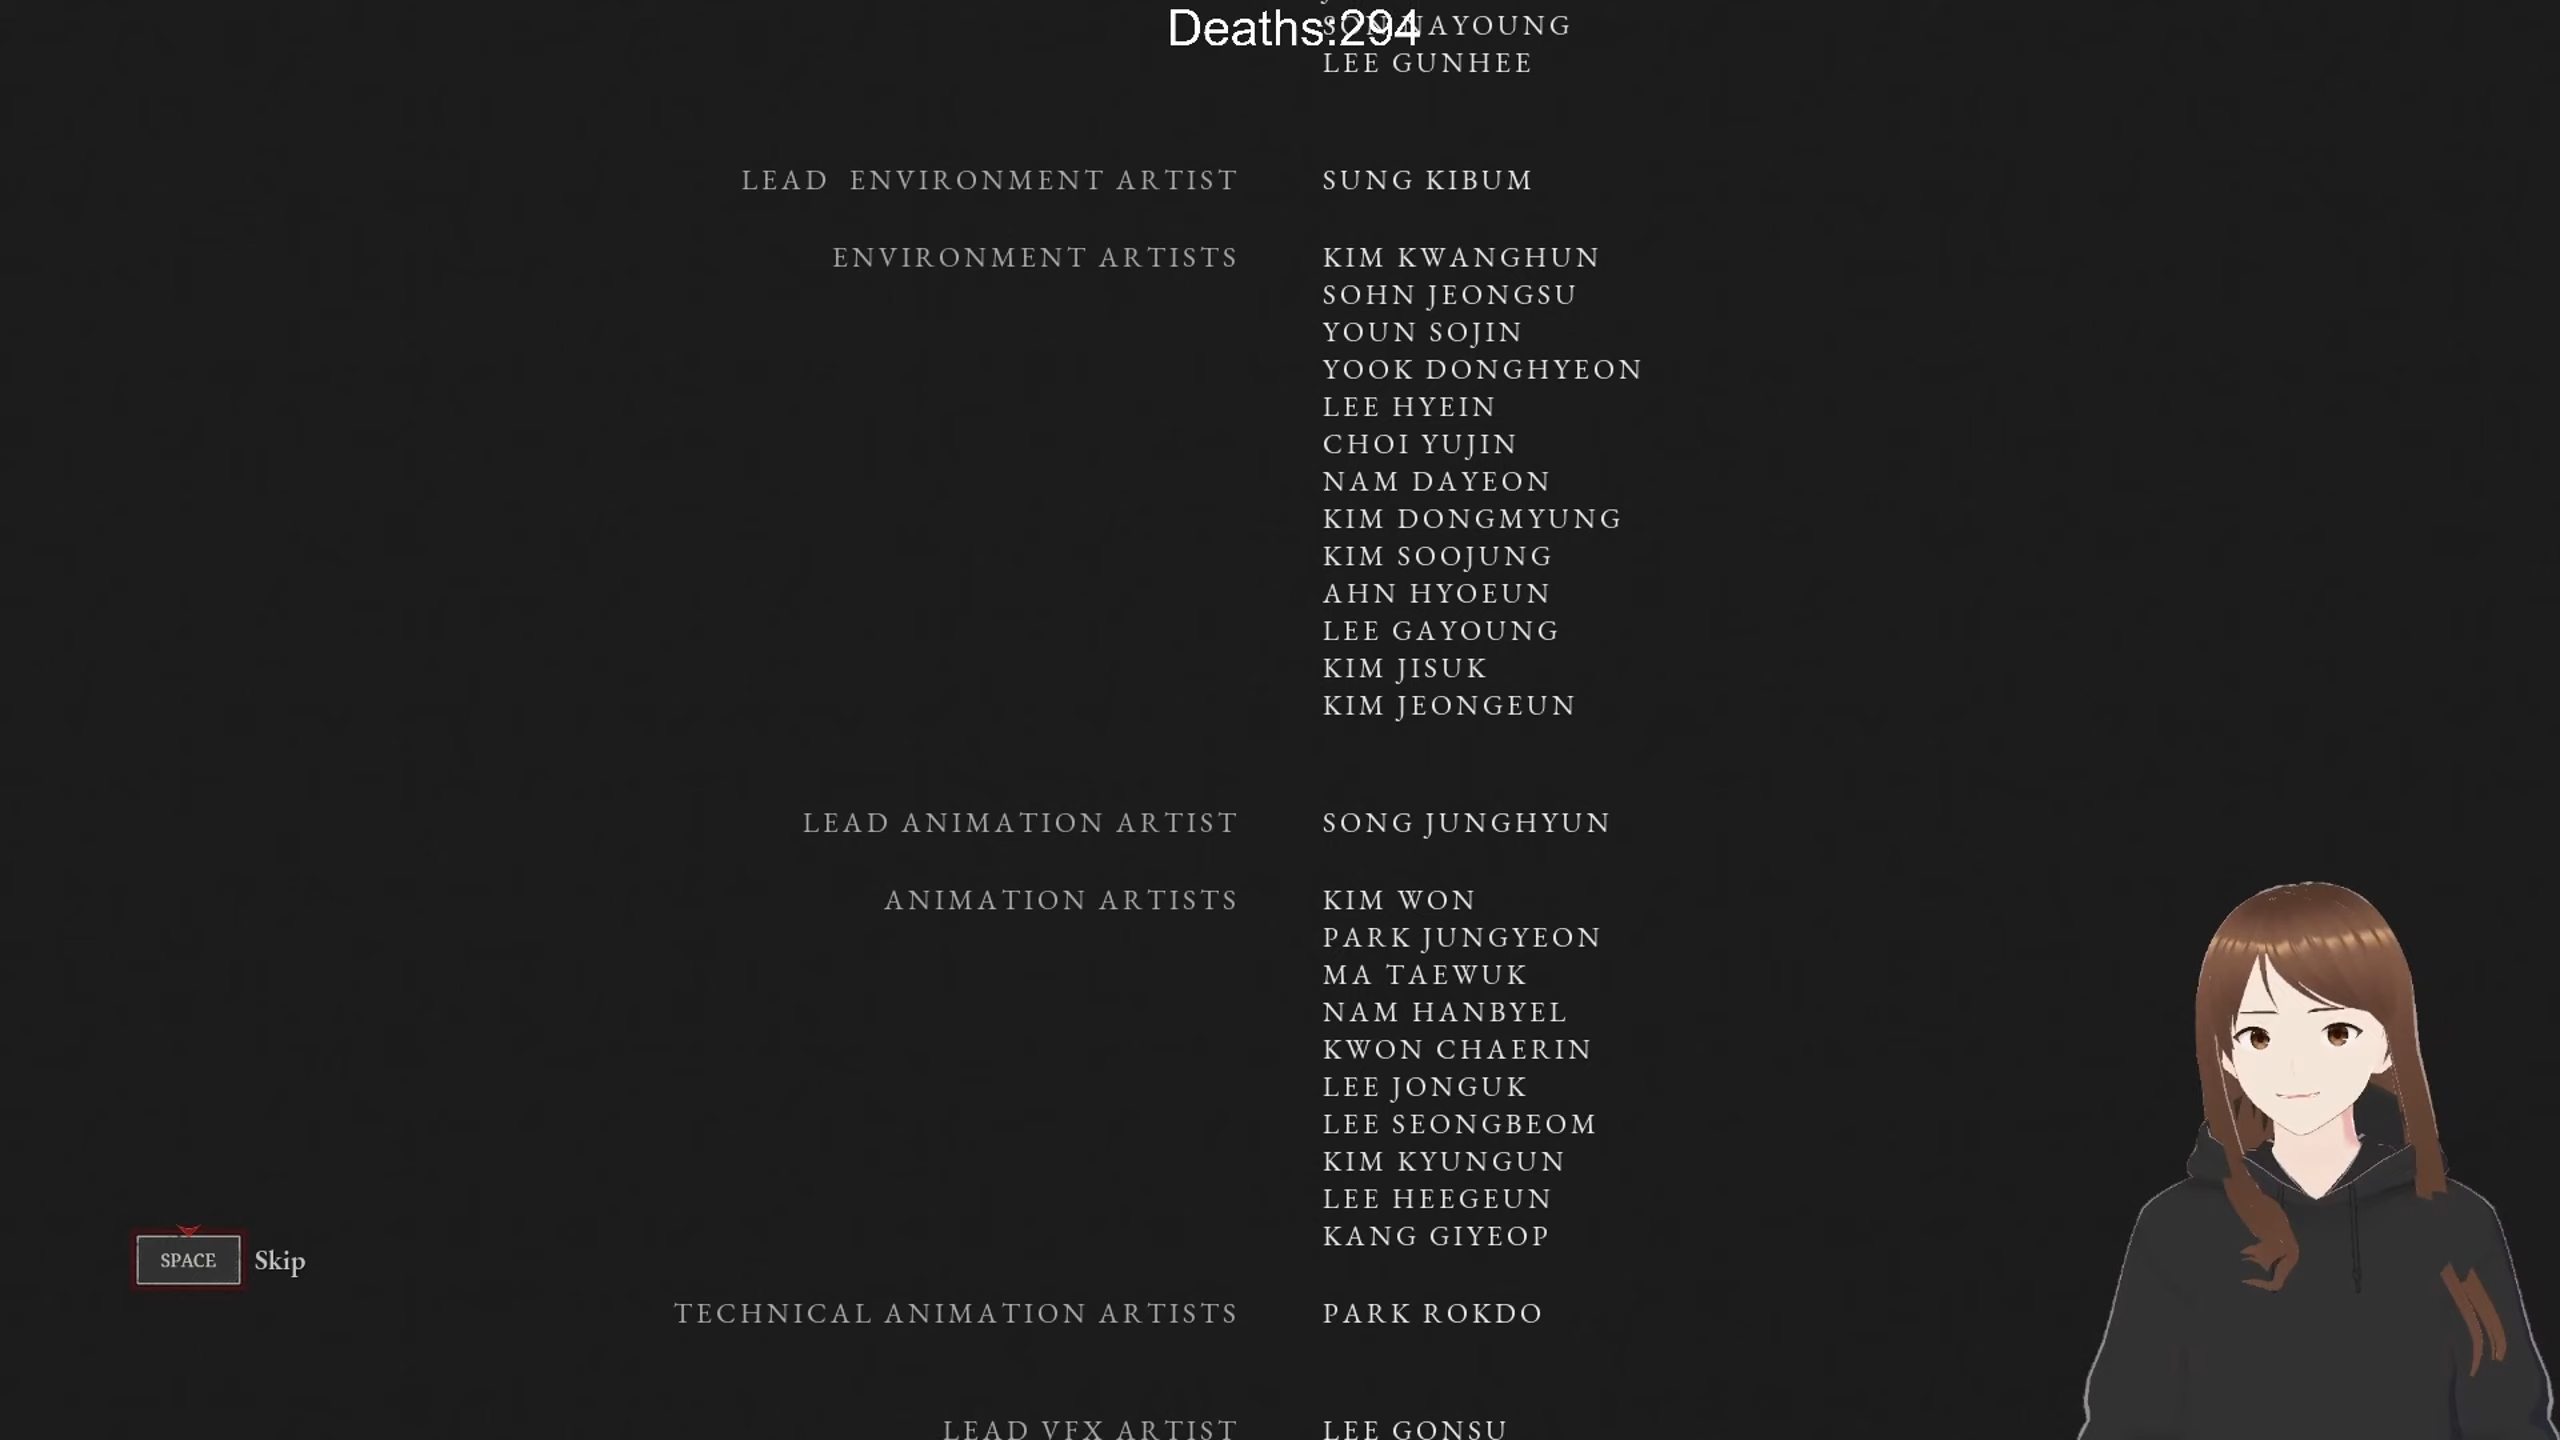 Deaths:294
SON NAYOUNG
LEE GUNHEE
LEAD ENVIRONMENT ARTIST SUNG KIBUM
ENVIRONMENT ARTISTS KIM KWANGHUN
SOHN JEONGSU
YOUN SOJIN
YOOK DONGHYEON
LEE HYEIN
CHOI YUJIN
NAM DAYEON
KIM DONGMYUNG
KIM SOOJUNG
AHN HYOEUN
LEE GAYOUNG
KIM JISUK
KIM JEONGEUN
LEAD ANIMATION ARTIST SONG JUNGHYUN
ANIMATION ARTISTS KIM WON
PARK JUNGYEON
MA TAEWUK
NAM HANBYEL
KWON CHAERIN
LEE JONGUK
LEE SEONGBEOM
KIM KYUNGUN
LEE HEEGEUN
KANG GIYEOP
SPACE Skip
TECHNICAL ANIMATION ARTISTS PARK ROKDO
LEAD VFX ARTIST LEE GONSU